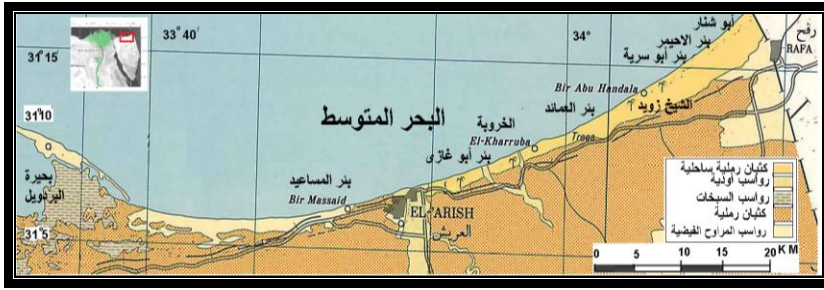 31°15
33°40
34°
أبو شنار
بئر الاحيمر
بئر أبو سرية
رفح
RAFA
Bir Abu Handala
الشيخ زويد
بئر العمائد
Trees
الخروبة
El-Kharruba
بئر أبو غازى
البحر المتوسط
31°10
بحيرة
البردويل
بئر المساعيد
Bir Massaid
EL-'ARISH
العريش
31°5
كثبان رملية ساحلية
رواسب أودية
رواسب السبخات
كثبان رملية
رواسب المراوح الفيضية
0 5 10 15 20 KM